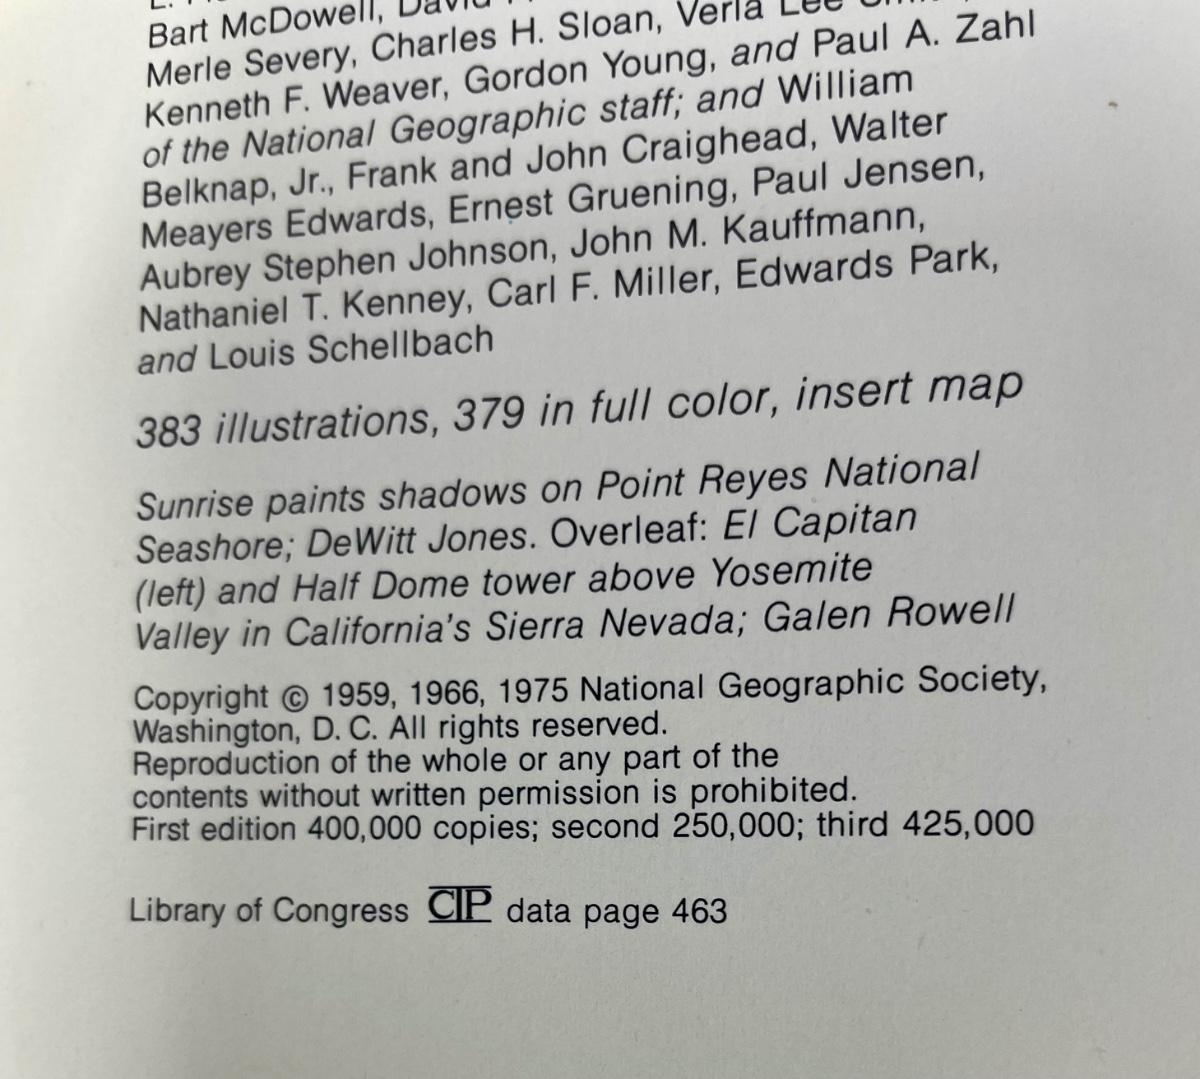 Bart McDowell, David
Merle Severy, Charles H. Sloan, Verla Lee
Kenneth F. Weaver, Gordon Young, and Paul A. Zahl
of the National Geographic staff; and William
Belknap, Jr., Frank and John Craighead, Walter
Meayers Edwards, Ernest Gruening, Paul Jensen,
Aubrey Stephen Johnson, John M. Kauffmann,
Nathaniel T. Kenney, Carl F. Miller, Edwards Park,
and Louis Schellbach
383 illustrations, 379 in full color, insert map
Sunrise paints shadows on Point Reyes National
Seashore; DeWitt Jones. Overleaf: El Capitan
(left) and Half Dome tower above Yosemite
Valley in California's Sierra Nevada; Galen Rowell
Copyright © 1959, 1966, 1975 National Geographic Society,
Washington, D. C. All rights reserved.
Reproduction of the whole or any part of the
contents without written permission is prohibited.
First edition 400,000 copies; second 250,000; third 425,000
Library of Congress CIP data page 463